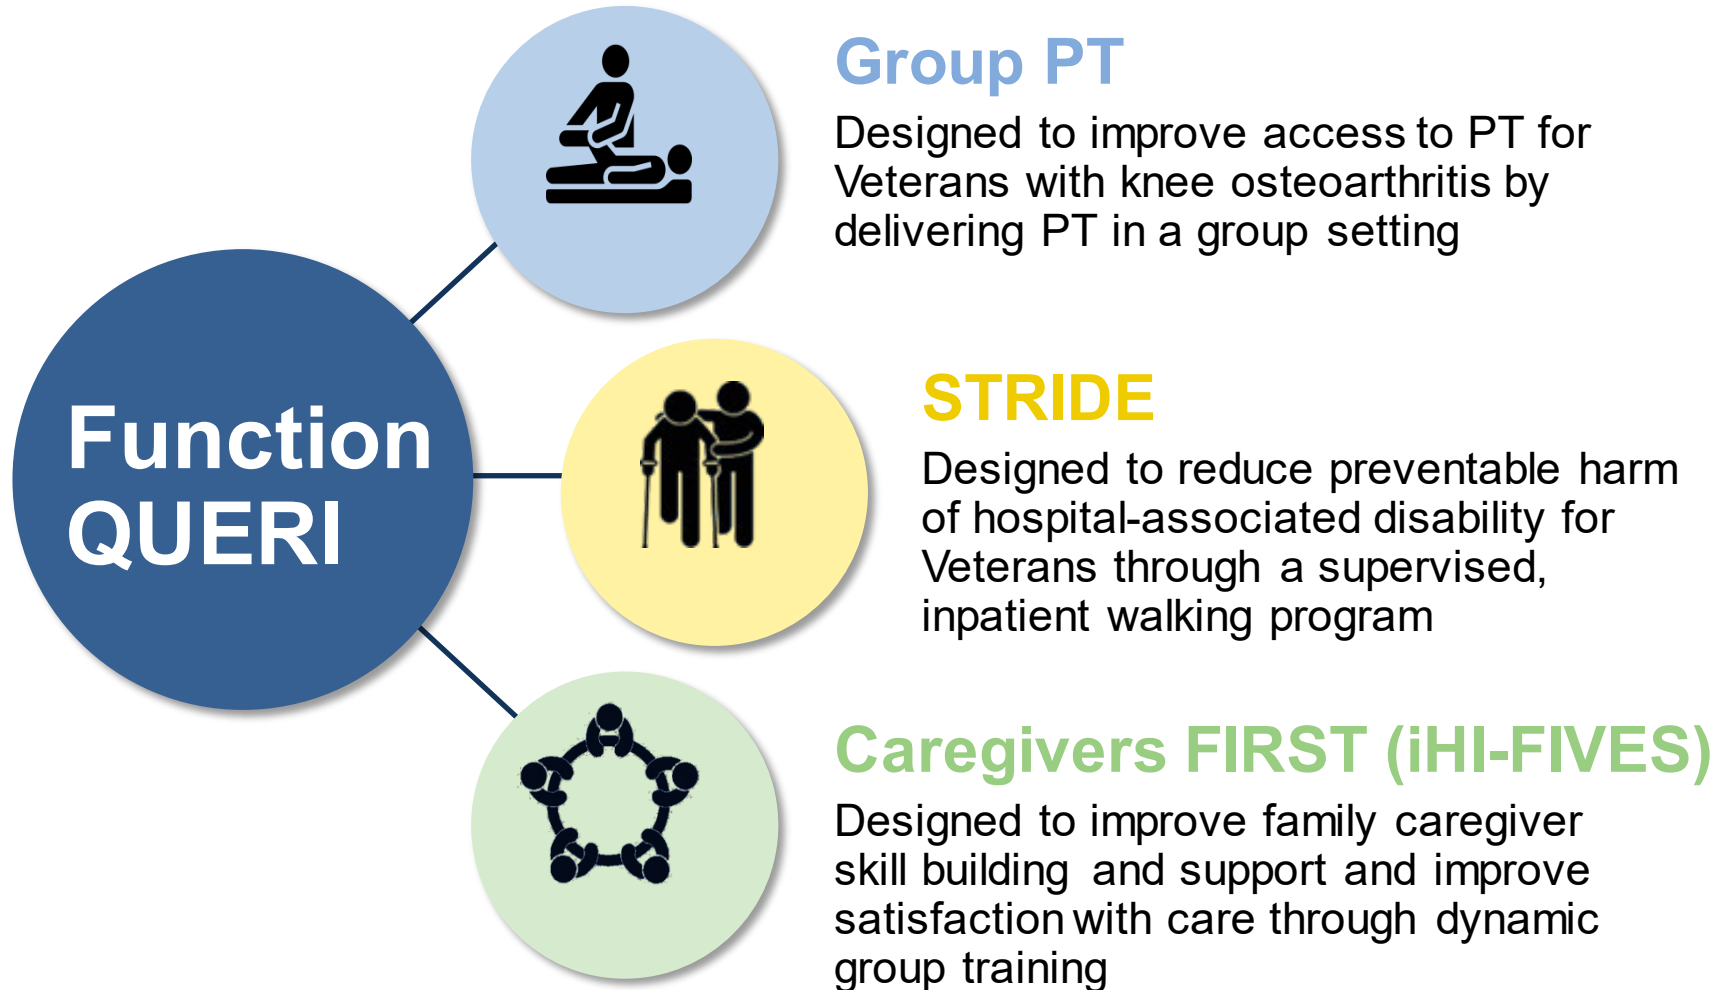 Function
QUERI
Group PT
Designed to improve access to PT for
Veterans with knee osteoarthritis by
delivering PT in a group setting
STRIDE
Designed to reduce preventable harm
of hospital-associated disability for
Veterans through a supervised,
inpatient walking program
Caregivers FIRST (iHI-FIVES)
Designed to improve family caregiver
skill building and support and improve
satisfaction with care through dynamic
group training